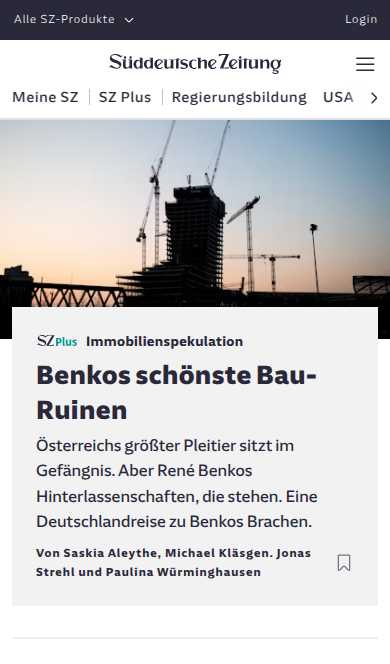 Alle SZ-Produkte
Login
Süddeutsche Zeitung
Meine SZ
SZ Plus
Regierungsbildung
USA
SZ Plus Immobilienspekulation
Benkos schönste Bau-
Ruinen
Österreichs größter Pleitier sitzt im
Gefängnis. Aber René Benkos
Hinterlassenschaften, die stehen. Eine
Deutschlandreise zu Benkos Brachen.
Von Saskia Aleythe, Michael Kläsgen. Jonas
Strehl und Paulina Würminghausen